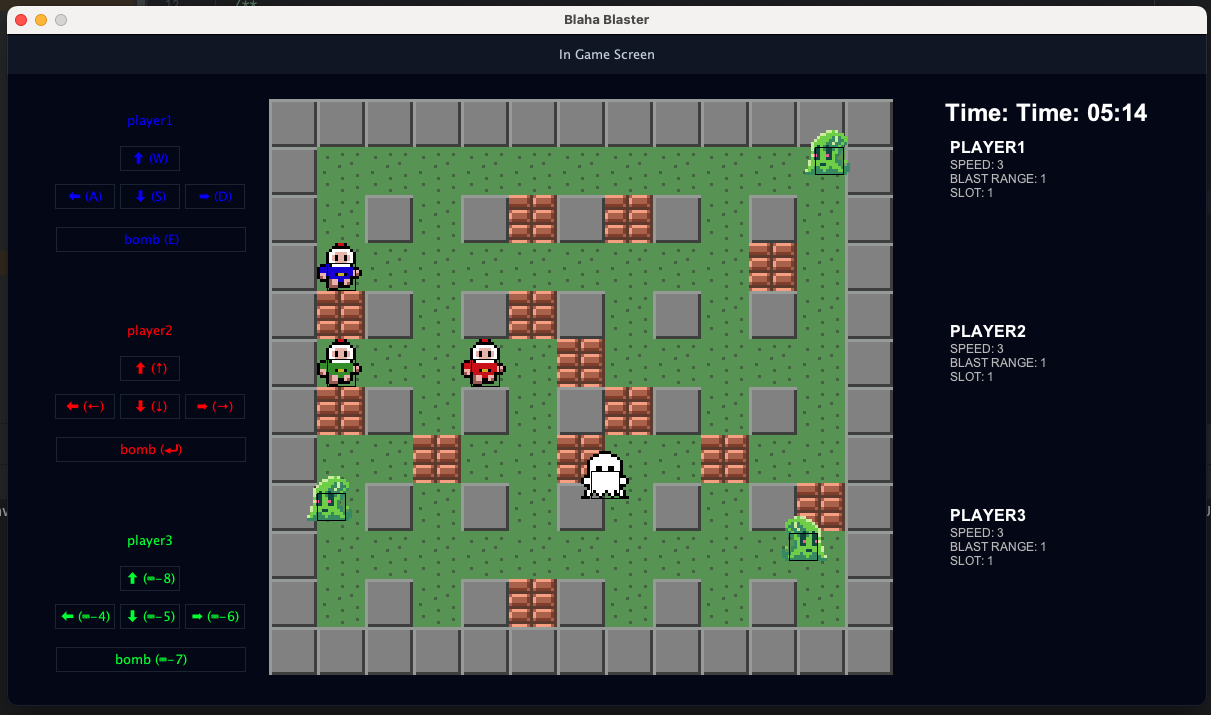 Blaha Blaster
In Game Screen
player1
⬆ (W)
⬅ (A) ⬇ (S) ➡ (D)
bomb (E)
player2
⬆ (↑)
⬅ (←) ⬇ (↓) ➡ (→)
bomb (⏎)
player3
⬆ (⌨-8)
⬅ (⌨-4) ⬇ (⌨-5) ➡ (⌨-6)
bomb (⌨-7)
Time: Time: 05:14
PLAYER1
SPEED: 3
BLAST RANGE: 1
SLOT: 1
PLAYER2
SPEED: 3
BLAST RANGE: 1
SLOT: 1
PLAYER3
SPEED: 3
BLAST RANGE: 1
SLOT: 1